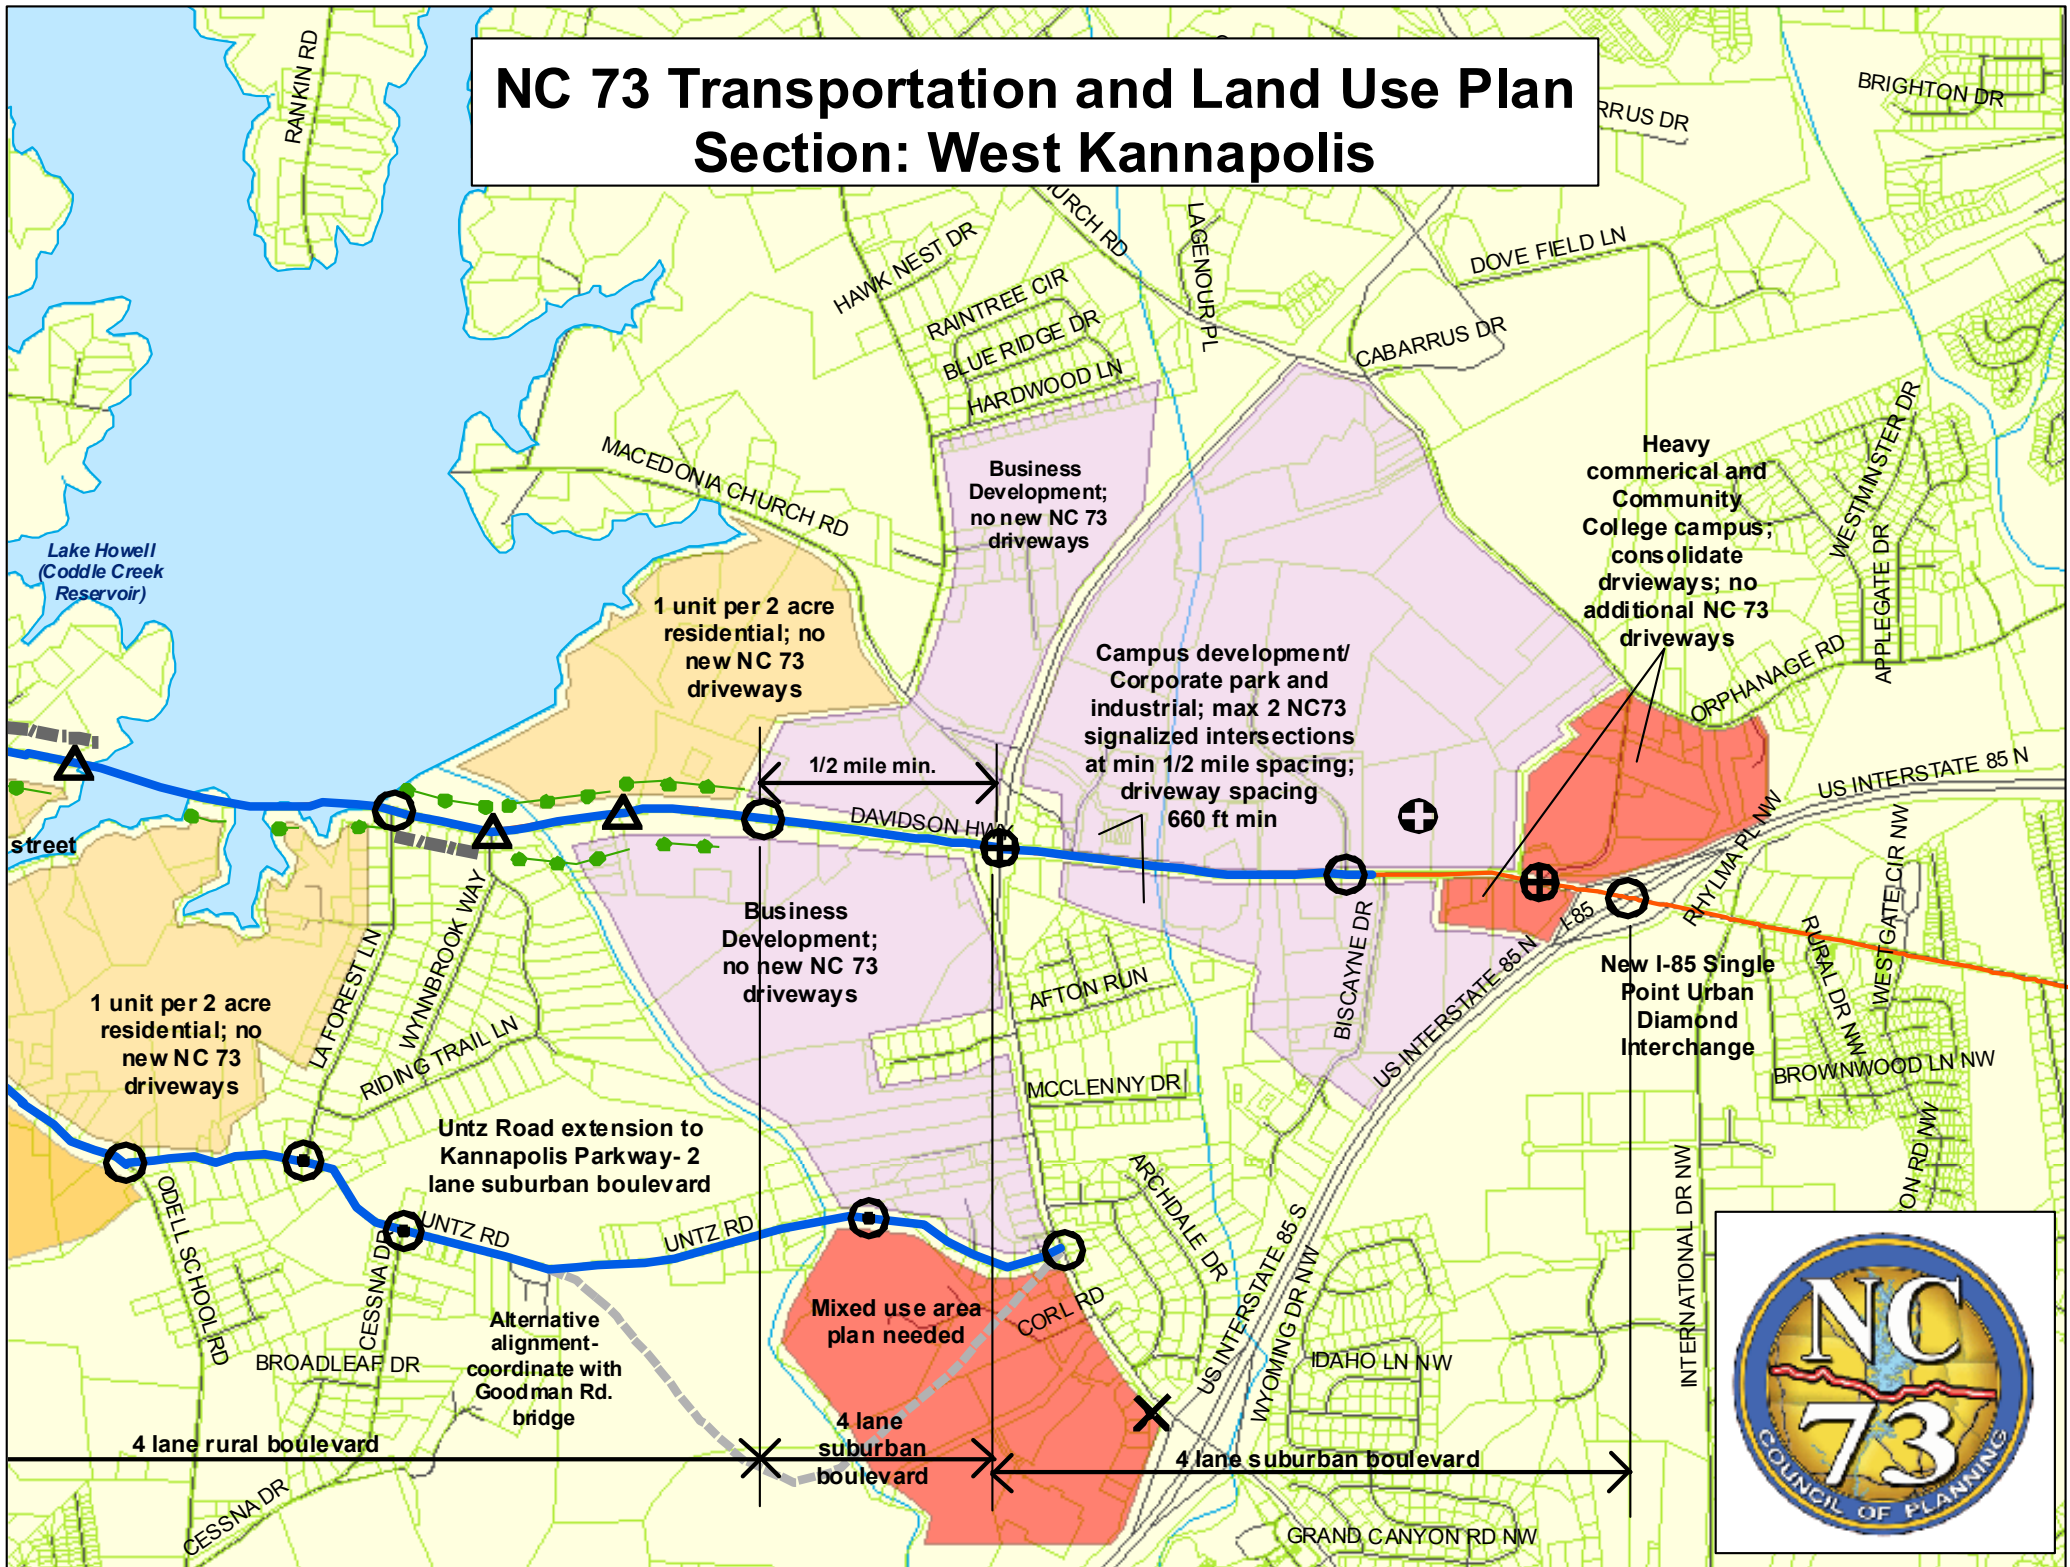 NC 73 Transportation and Land Use Plan
Section: West Kannapolis
RANKIN RD
BRIGHTON DR
RRUS DR
URCH RD
LAGENOUR PL
HAWK NEST DR
DOVE FIELD LN
RAINTREE CIR
BLUE RIDGE DR
HARDWOOD LN
CABARRUS DR
MACEDONIA CHURCH RD
WESTMINSTER DR
APPLEGATE DR
ORPHANAGE RD
Business
Development;
no new NC 73
driveways
Heavy
commerical and
Community
College campus;
consolidate
drvieways; no
additional NC 73
driveways
Lake Howell
(Coddle Creek
Reservoir)
1 unit per 2 acre
residential; no
new NC 73
driveways
Campus development/
Corporate park and
industrial; max 2 NC73
signalized intersections
at min 1/2 mile spacing;
driveway spacing
660 ft min
1/2 mile min.
DAVIDSON HWY
US INTERSTATE 85 N
RHYLMA PL NW
WESTGATE CIR NW
RURAL DR NW
street
I-85
US INTERSTATE 85 N
BISCAYNE DR
Business
Development;
no new NC 73
driveways
LA FOREST LN
WYNNBROOK WAY
RIDING TRAIL LN
1 unit per 2 acre
residential; no
new NC 73
driveways
New I-85 Single
Point Urban
Diamond
Interchange
AFTON RUN
MCCLENNY DR
BROWNWOOD LN NW
ON RD NW
INTERNATIONAL DR NW
Untz Road extension to
Kannapolis Parkway- 2
lane suburban boulevard
ODELL SCHOOL RD
UNTZ RD
UNTZ RD
CESSNA DR
ARCHDALE DR
US INTERSTATE 85 S
WYOMING DR NW
Mixed use area
plan needed
CORL RD
Alternative
alignment-
coordinate with
Goodman Rd.
bridge
BROADLEAF DR
IDAHO LN NW
4 lane rural boulevard
4 lane
suburban
boulevard
4 lane suburban boulevard
CESSNA DR
GRAND CANYON RD NW
NC
73
COUNCIL OF PLANNING